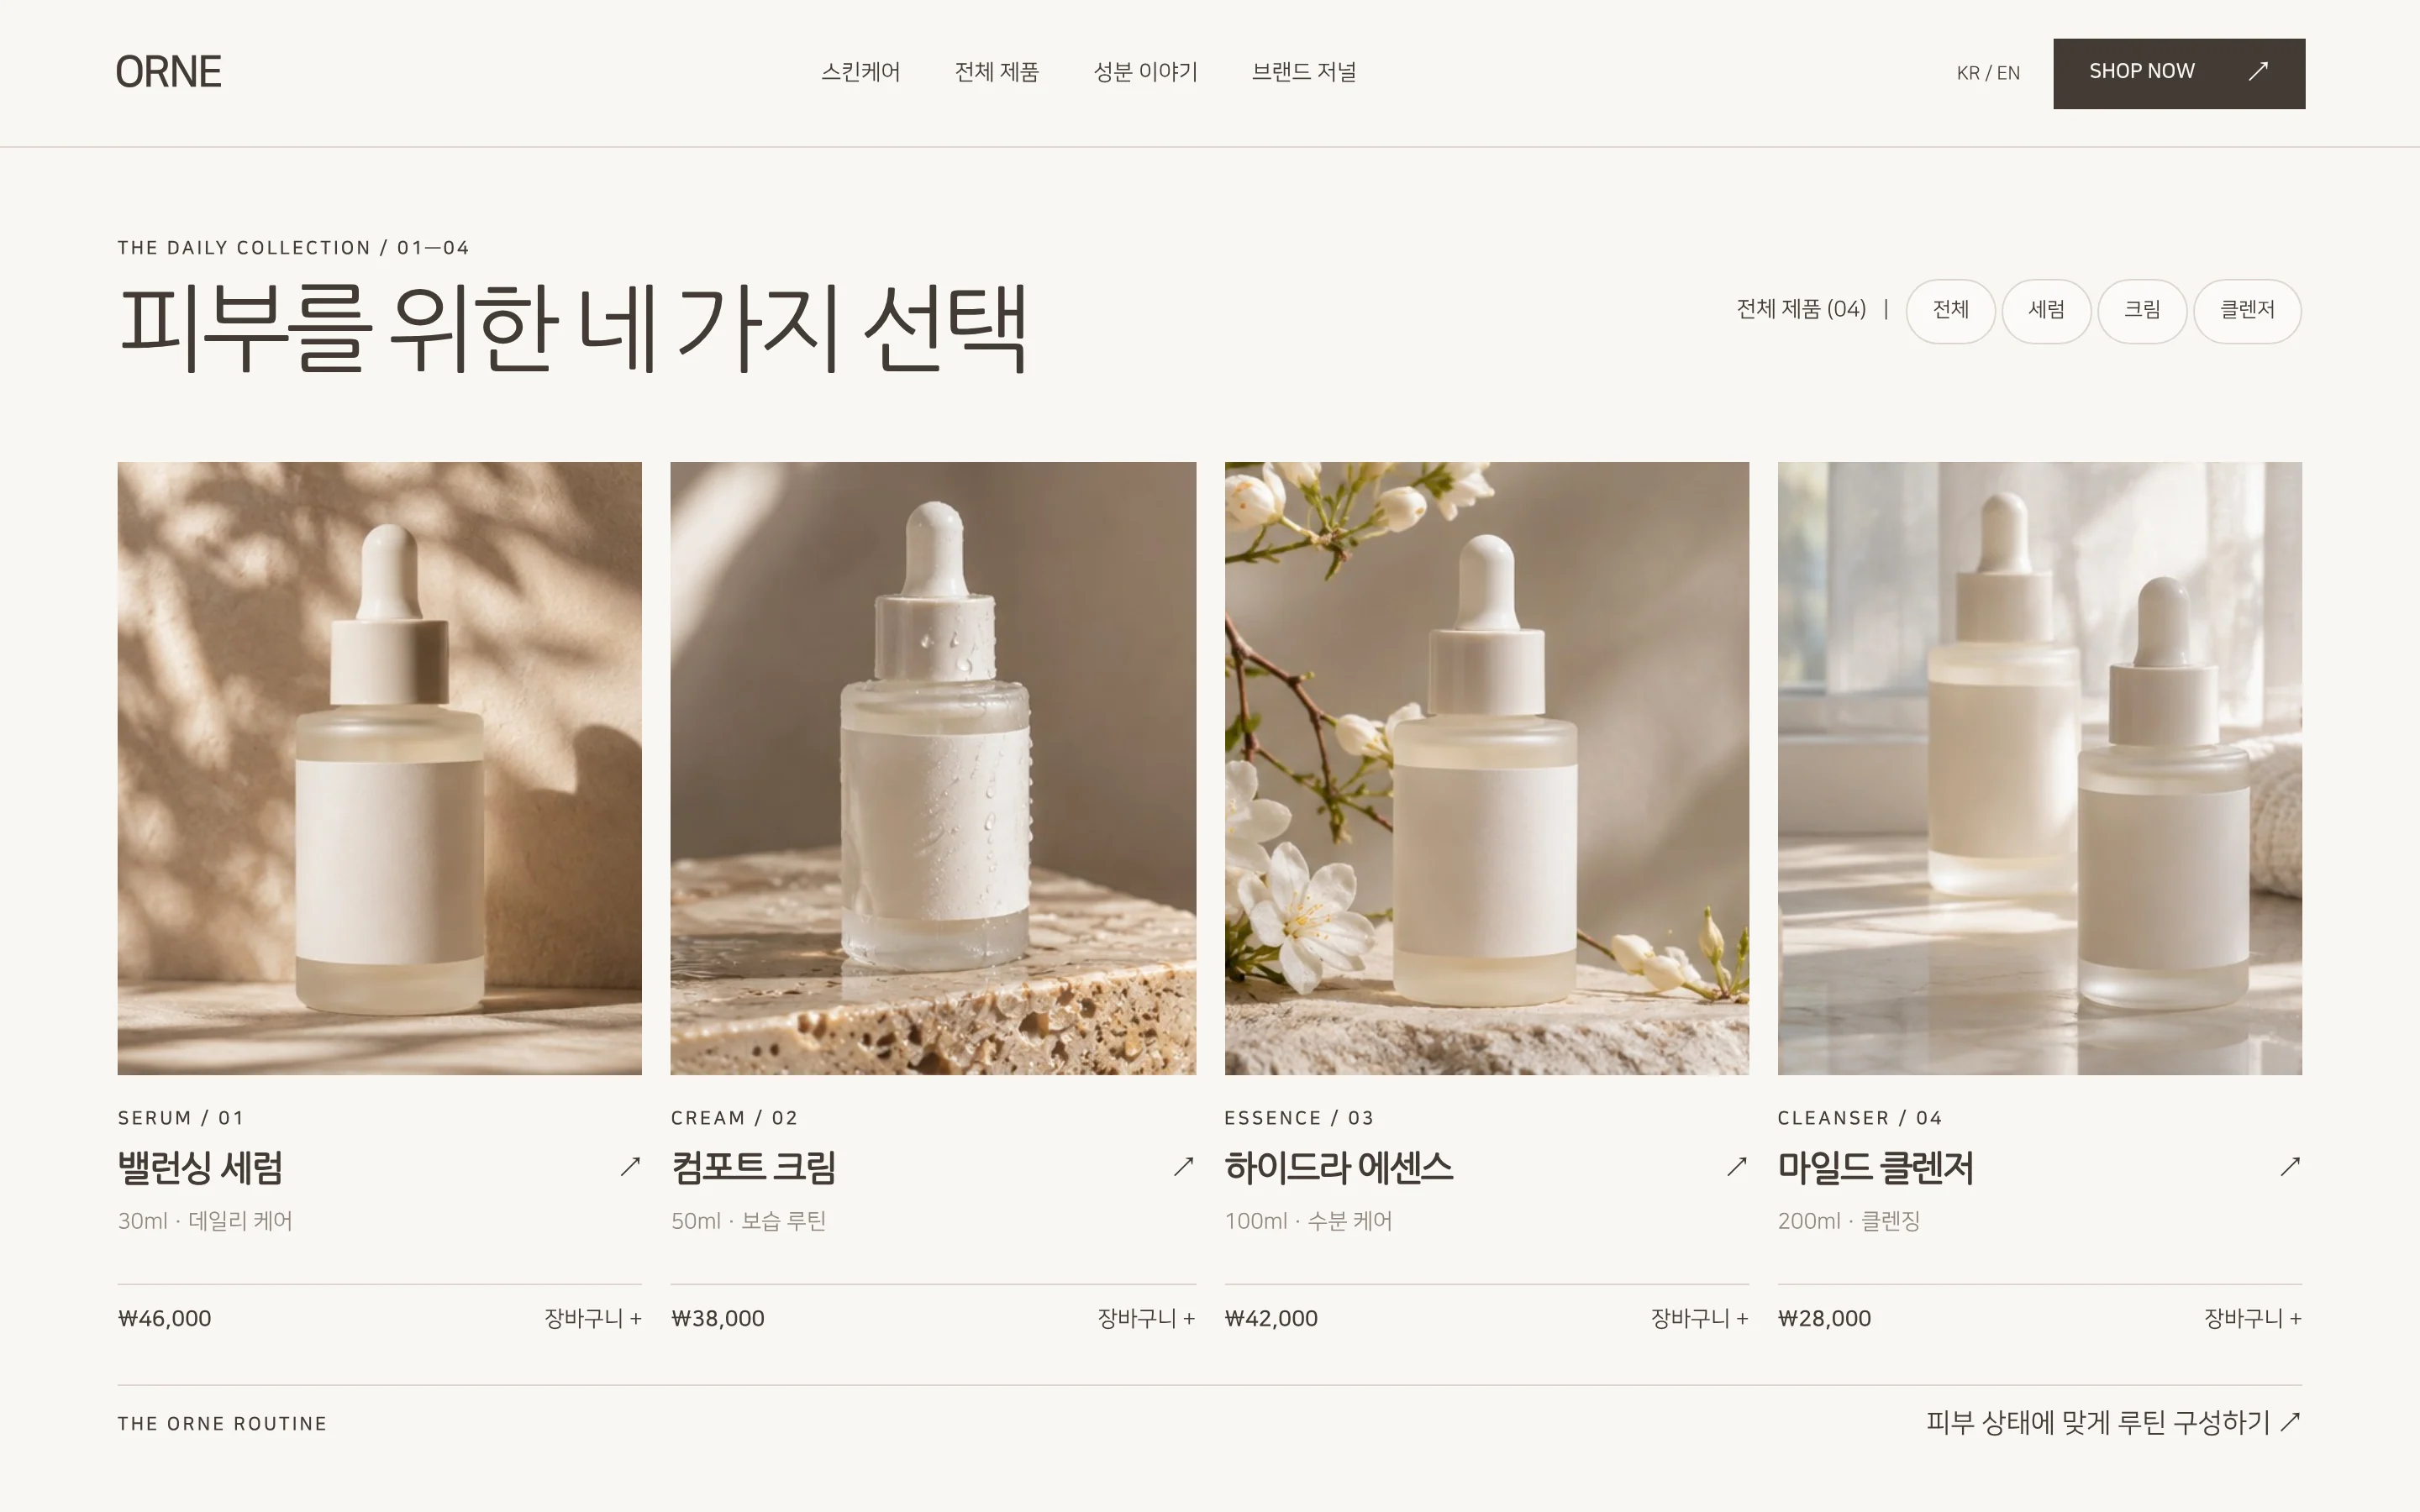 ORNE
스킨케어 전체 제품 성분 이야기 브랜드 저널
KR / EN
SHOP NOW ↗
THE DAILY COLLECTION / 01—04
피부를 위한 네 가지 선택
전체 제품 (04) | 전체 세럼 크림 클렌저
SERUM / 01
밸런싱 세럼 ↗
30ml · 데일리 케어
₩46,000 장바구니 +
CREAM / 02
컴포트 크림 ↗
50ml · 보습 루틴
₩38,000 장바구니 +
ESSENCE / 03
하이드라 에센스 ↗
100ml · 수분 케어
₩42,000 장바구니 +
CLEANSER / 04
마일드 클렌저 ↗
200ml · 클렌징
₩28,000 장바구니 +
THE ORNE ROUTINE
피부 상태에 맞게 루틴 구성하기 ↗